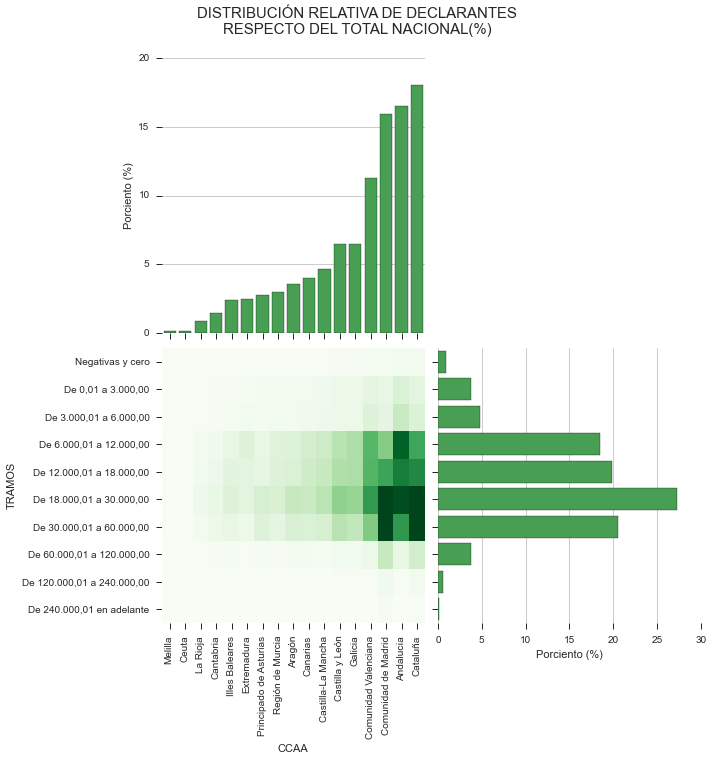 DISTRIBUCIÓN RELATIVA DE DECLARANTES
RESPECTO DEL TOTAL NACIONAL(%)
20
15
10
5
0
Porciento (%)
Negativas y cero
De 0,01 a 3.000,00
De 3.000,01 a 6.000,00
De 6.000,01 a 12.000,00
De 12.000,01 a 18.000,00
De 18.000,01 a 30.000,00
De 30.000,01 a 60.000,00
De 60.000,01 a 120.000,00
De 120.000,01 a 240.000,00
De 240.000,01 en adelante
TRAMOS
Melilla
Ceuta
La Rioja
Cantabria
Illes Baleares
Extremadura
Principado de Asturias
Región de Murcia
Aragón
Canarias
Castilla-La Mancha
Castilla y León
Galicia
Comunidad Valenciana
Comunidad de Madrid
Andalucía
Cataluña
CCAA
0 5 10 15 20 25 30
Porciento (%)